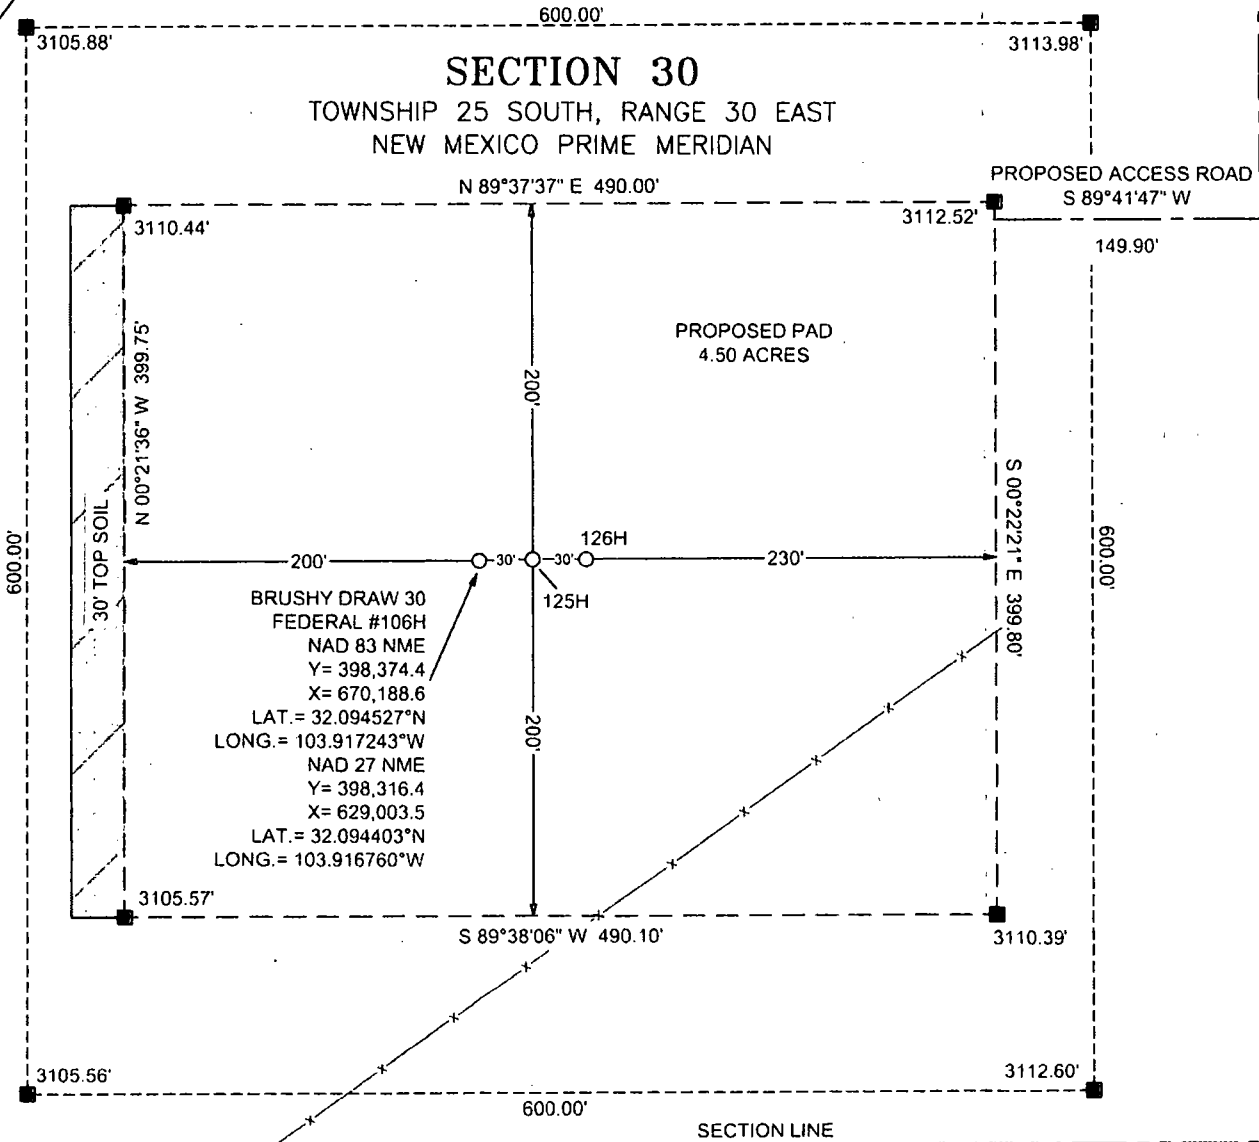 600.00'
3105.88'
3113.98'
SECTION 30
TOWNSHIP 25 SOUTH, RANGE 30 EAST
NEW MEXICO PRIME MERIDIAN
PROPOSED ACCESS ROAD
S 89°41'47" W
149.90'
N 89°37'37" E 490.00'
3110.44'
3112.52'
PROPOSED PAD
4.50 ACRES
N 00°21'36" W 399.75'
200'
S 00°22'21" E 399.80'
600.00'
30' TOP SOIL
200'
30'
30'
126H
230'
125H
600.00'
BRUSHY DRAW 30
FEDERAL #106H
NAD 83 NME
Y= 398,374.4
X= 670,188.6
LAT.= 32.094527°N
LONG.= 103.917243°W
NAD 27 NME
Y= 398,316.4
X= 629,003.5
LAT.= 32.094403°N
LONG.= 103.916760°W
200'
3105.57'
S 89°38'06" W 490.10'
3110.39'
3105.56'
3112.60'
600.00'
SECTION LINE